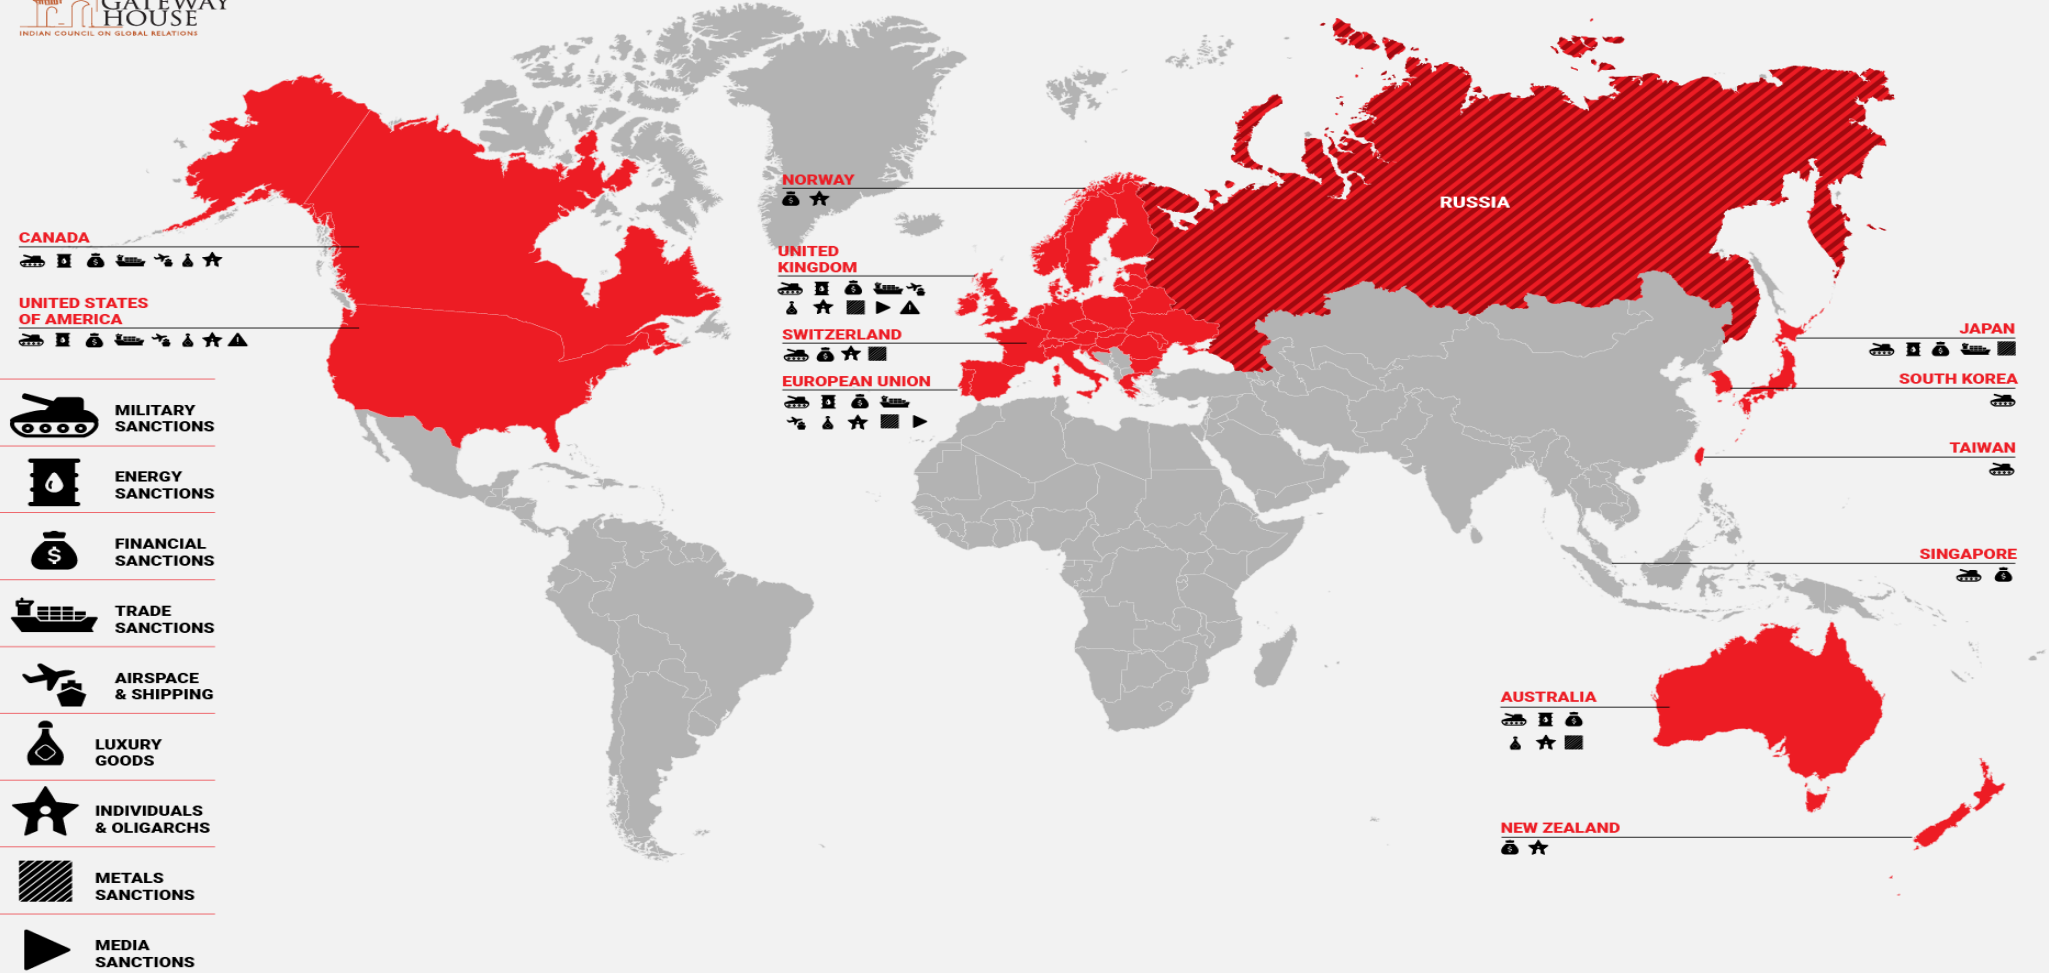 GATEWAY
HOUSE
INDIAN COUNCIL ON GLOBAL RELATIONS
CANADA
UNITED STATES
OF AMERICA
MILITARY
SANCTIONS
ENERGY
SANCTIONS
$
FINANCIAL
SANCTIONS
TRADE
SANCTIONS
AIRSPACE
& SHIPPING
LUXURY
GOODS
INDIVIDUALS
& OLIGARCHS
METALS
SANCTIONS
MEDIA
SANCTIONS
NORWAY
UNITED
KINGDOM
SWITZERLAND
EUROPEAN UNION
RUSSIA
JAPAN
SOUTH KOREA
TAIWAN
SINGAPORE
AUSTRALIA
NEW ZEALAND